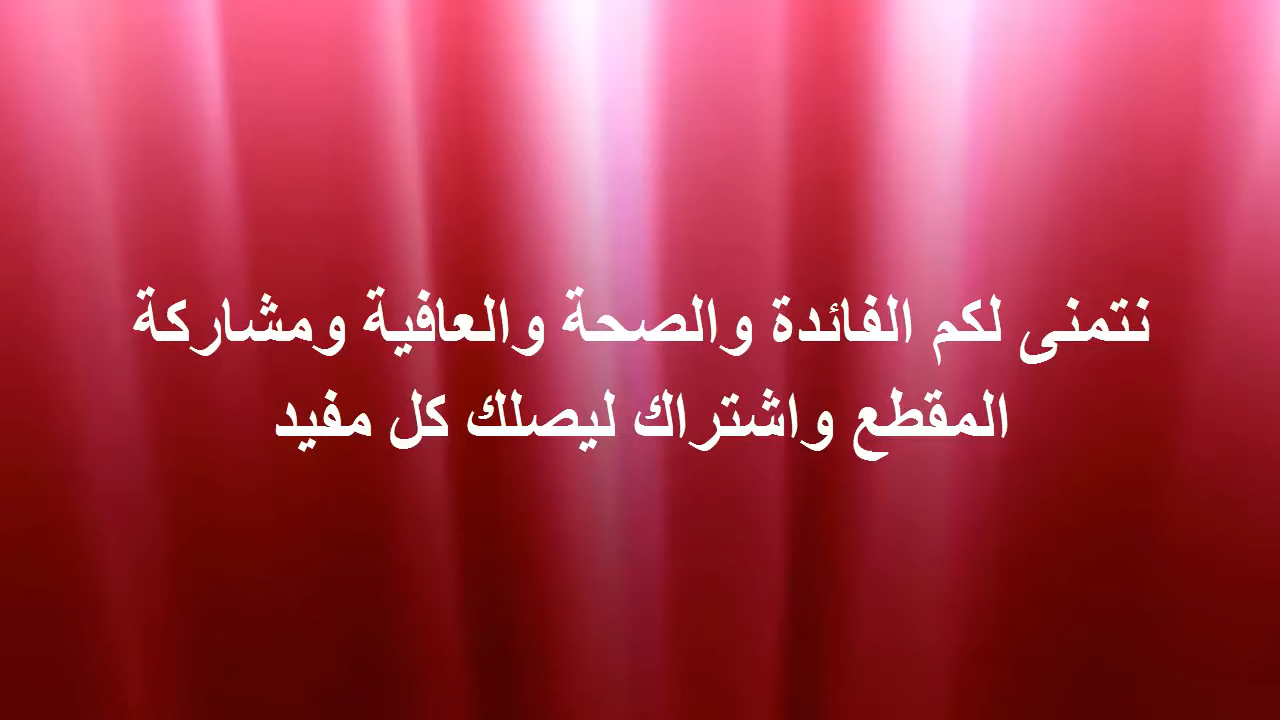 نتمنى لكم الفائدة والصحة والعافية ومشاركة
المقطع واشتراك ليصلك كل مفيد